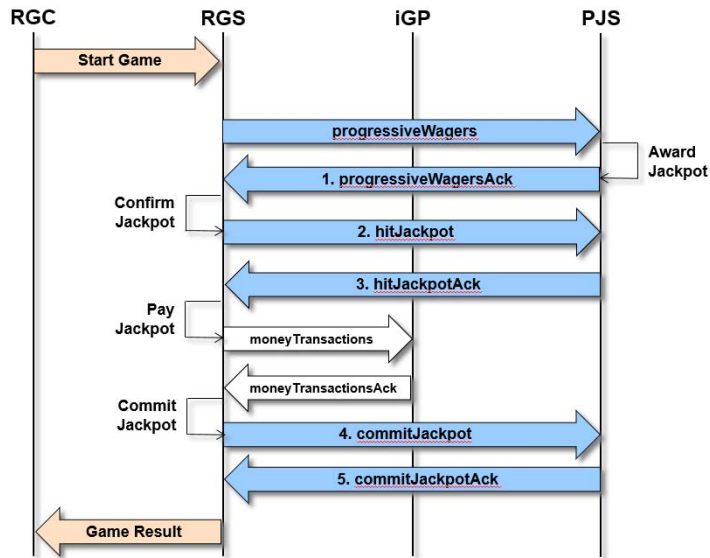 RGC RGS iGP PJS
Start Game
progressiveWagers
Award
Jackpot
1. progressiveWagersAck
Confirm
Jackpot
2. hitJackpot
3. hitJackpotAck
Pay
Jackpot
moneyTransactions
moneyTransactionsAck
Commit
Jackpot
4. commitJackpot
5. commitJackpotAck
Game Result